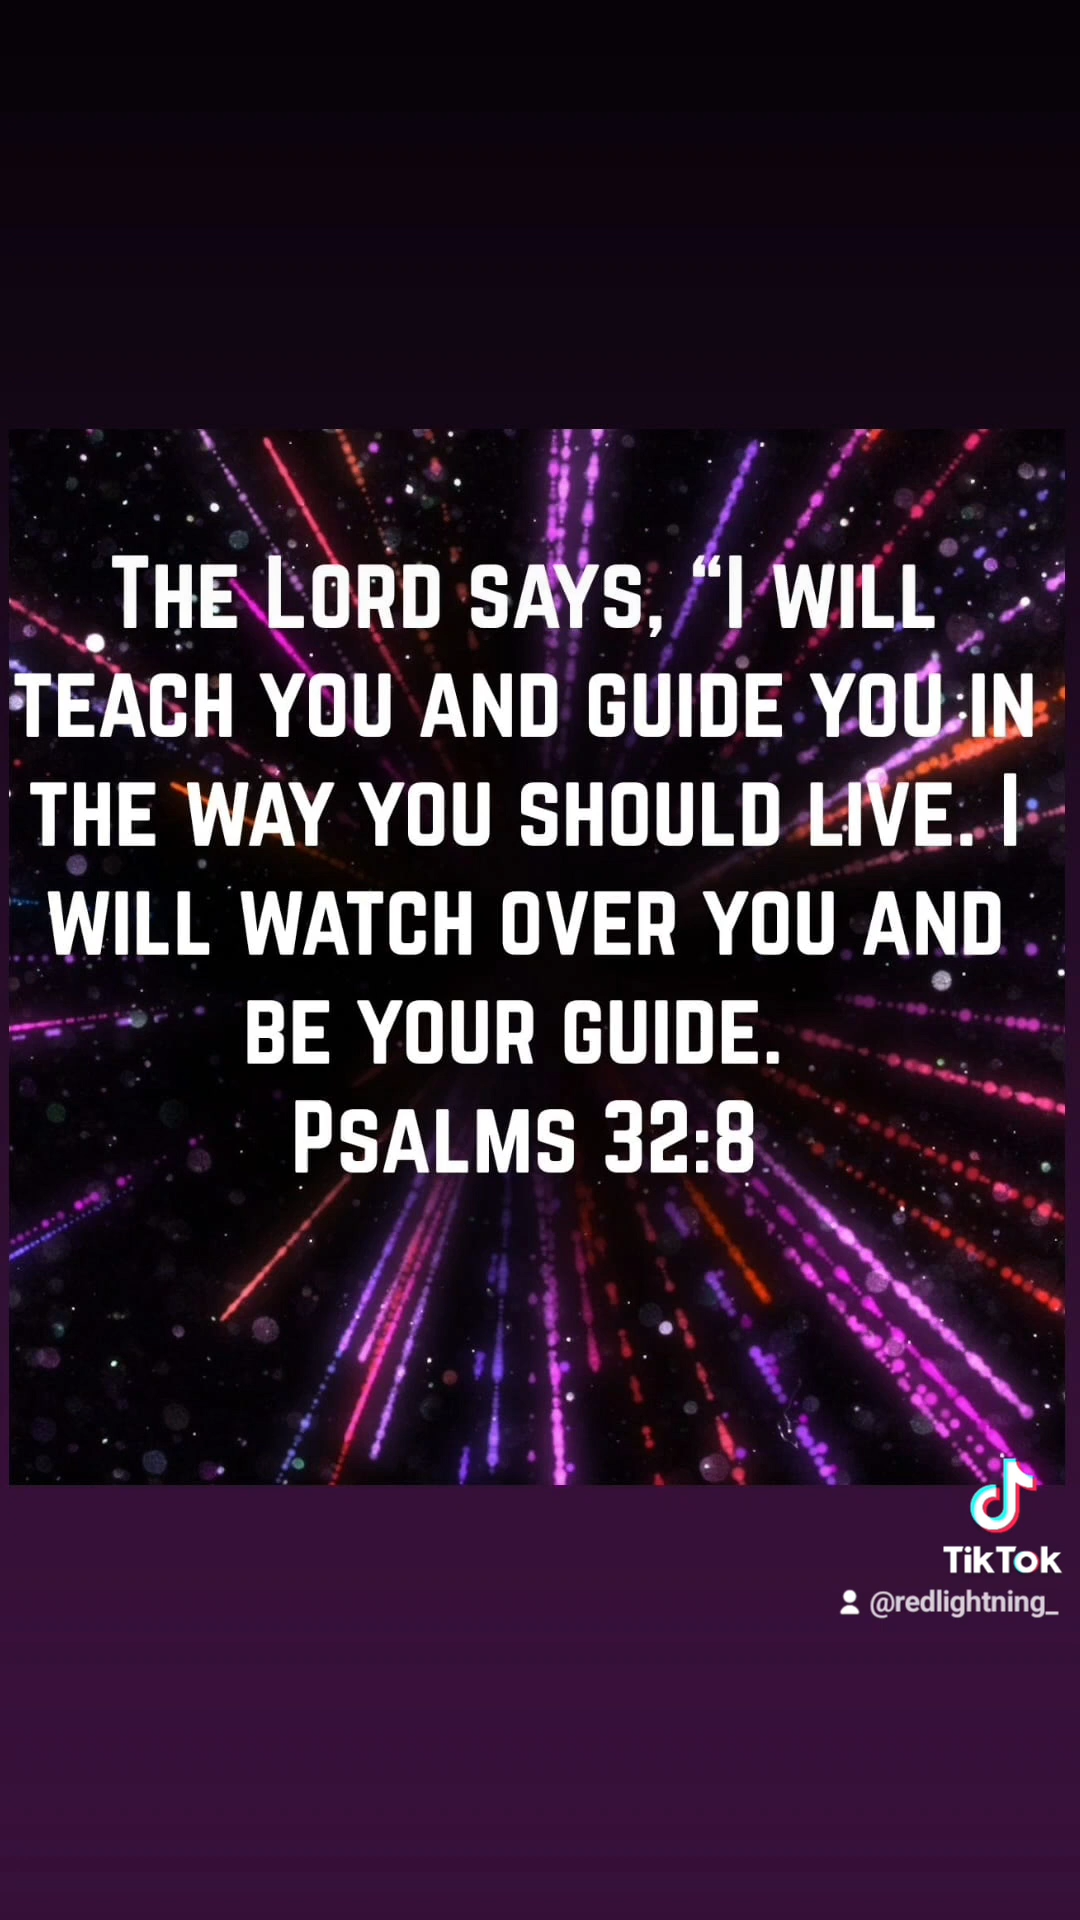 The Lord says, “I will
teach you and guide you in
the way you should live. I
will watch over you and
be your guide.
Psalms 32:8
TikTok
@redlightning_